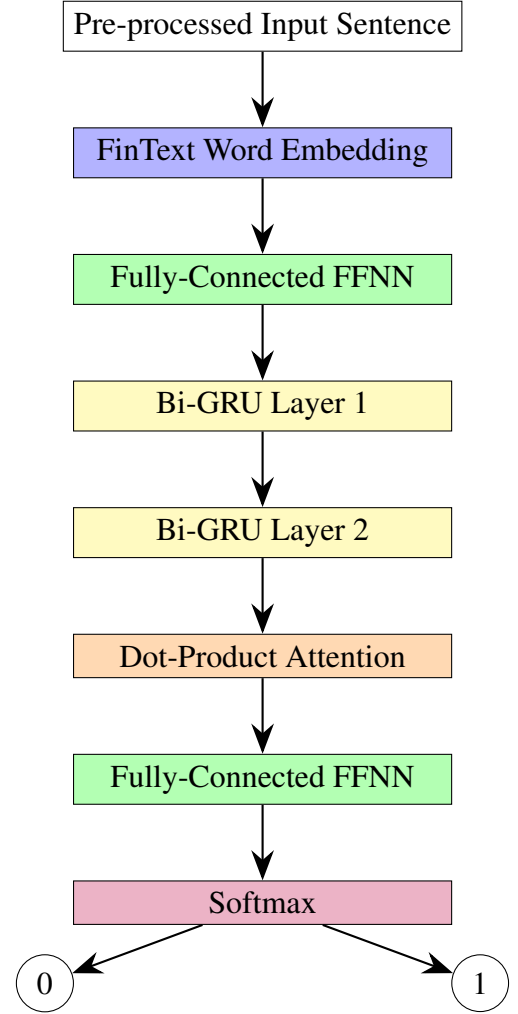 Pre-processed Input Sentence
FinText Word Embedding
Fully-Connected FFNN
Bi-GRU Layer 1
Bi-GRU Layer 2
Dot-Product Attention
Fully-Connected FFNN
Softmax
0
1